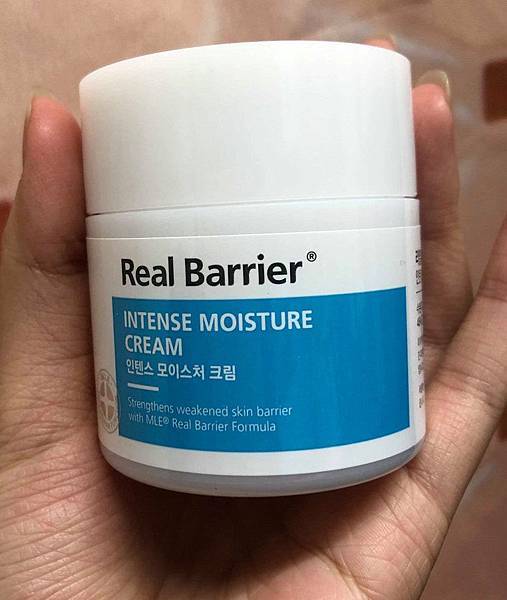 Real Barrier®
INTENSE MOISTURE
CREAM
인텐스 모이스처 크림
Strengthens weakened skin barrier
with MLE® Real Barrier Formula